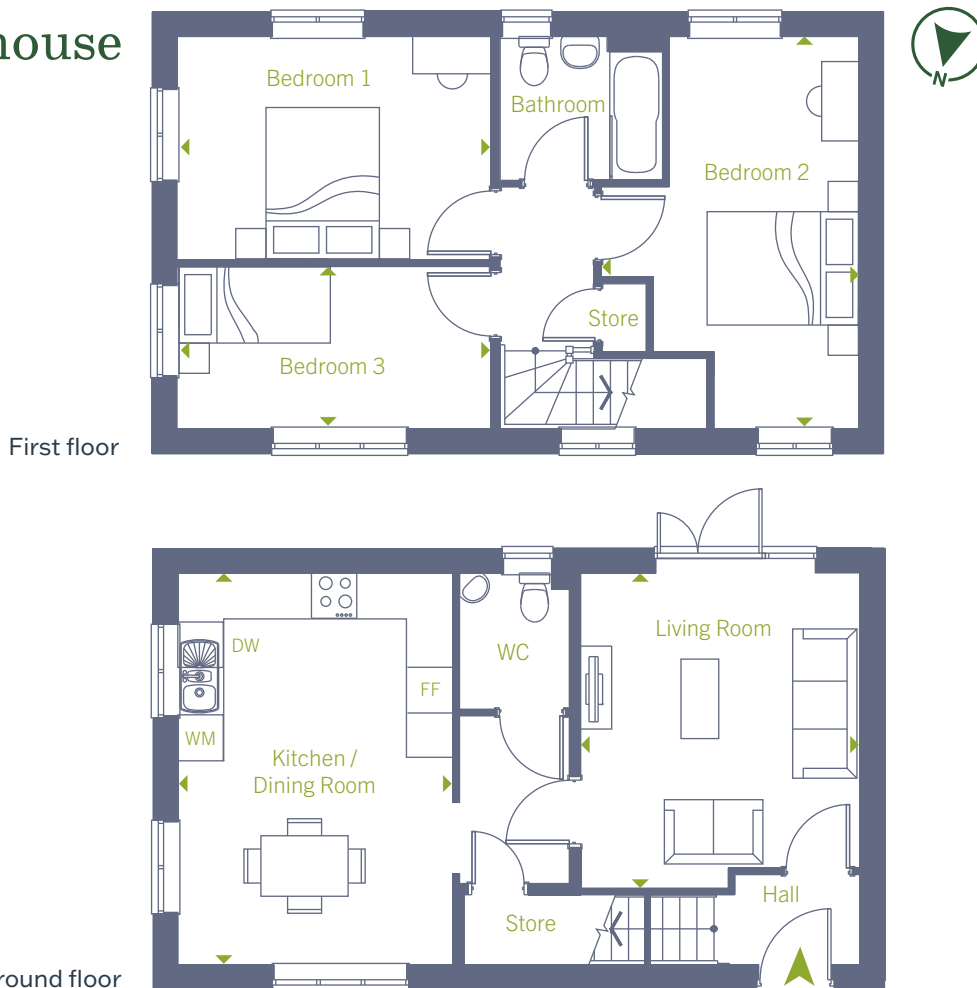 house
N
Bedroom 1
Bathroom
Bedroom 2
Store
Bedroom 3
First floor
Living Room
DW
WC
FF
WM
Kitchen /
Dining Room
Hall
Store
round floor